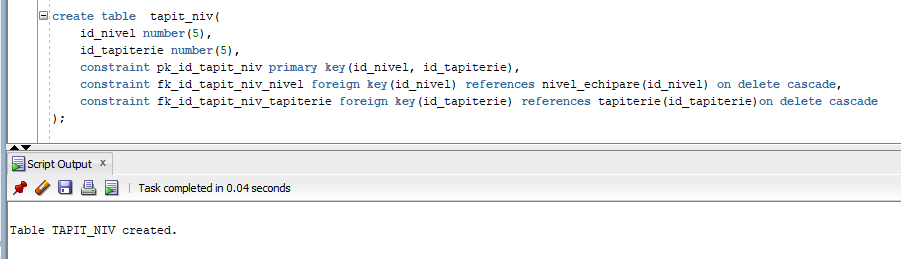 create table  tapit_niv(
    id_nivel number(5),
    id_tapiterie number(5),
    constraint pk_id_tapit_niv primary key(id_nivel, id_tapiterie),
    constraint fk_id_tapit_niv_nivel foreign key(id_nivel) references nivel_echipare(id_nivel) on delete cascade,
    constraint fk_id_tapit_niv_tapiterie foreign key(id_tapiterie) references tapiterie(id_tapiterie)on delete cascade
);
Script Output x
Task completed in 0.04 seconds
Table TAPIT_NIV created.